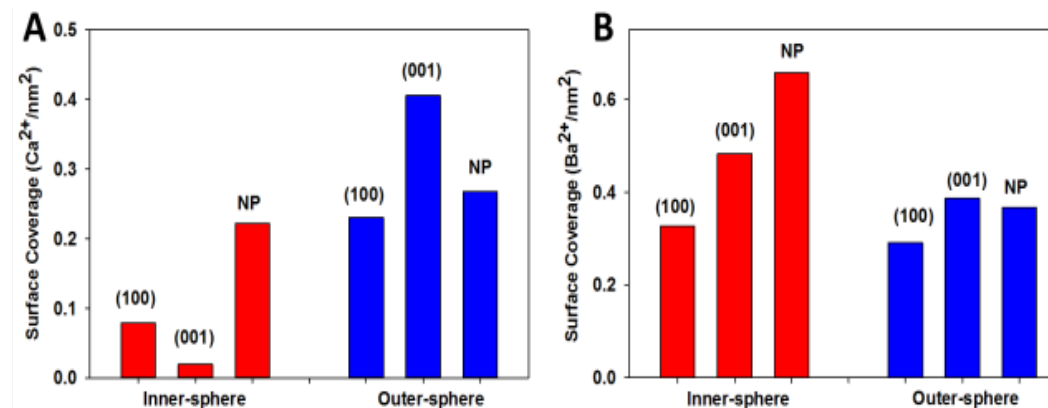 A
Surface Coverage (Ca²⁺/nm²)
0.5
0.4
0.3
0.2
0.1
0.0
(100)
(001)
NP
(100)
(001)
NP
Inner-sphere
Outer-sphere
B
Surface Coverage (Ba²⁺/nm²)
0.6
0.4
0.2
0.0
(100)
(001)
NP
(100)
(001)
NP
Inner-sphere
Outer-sphere